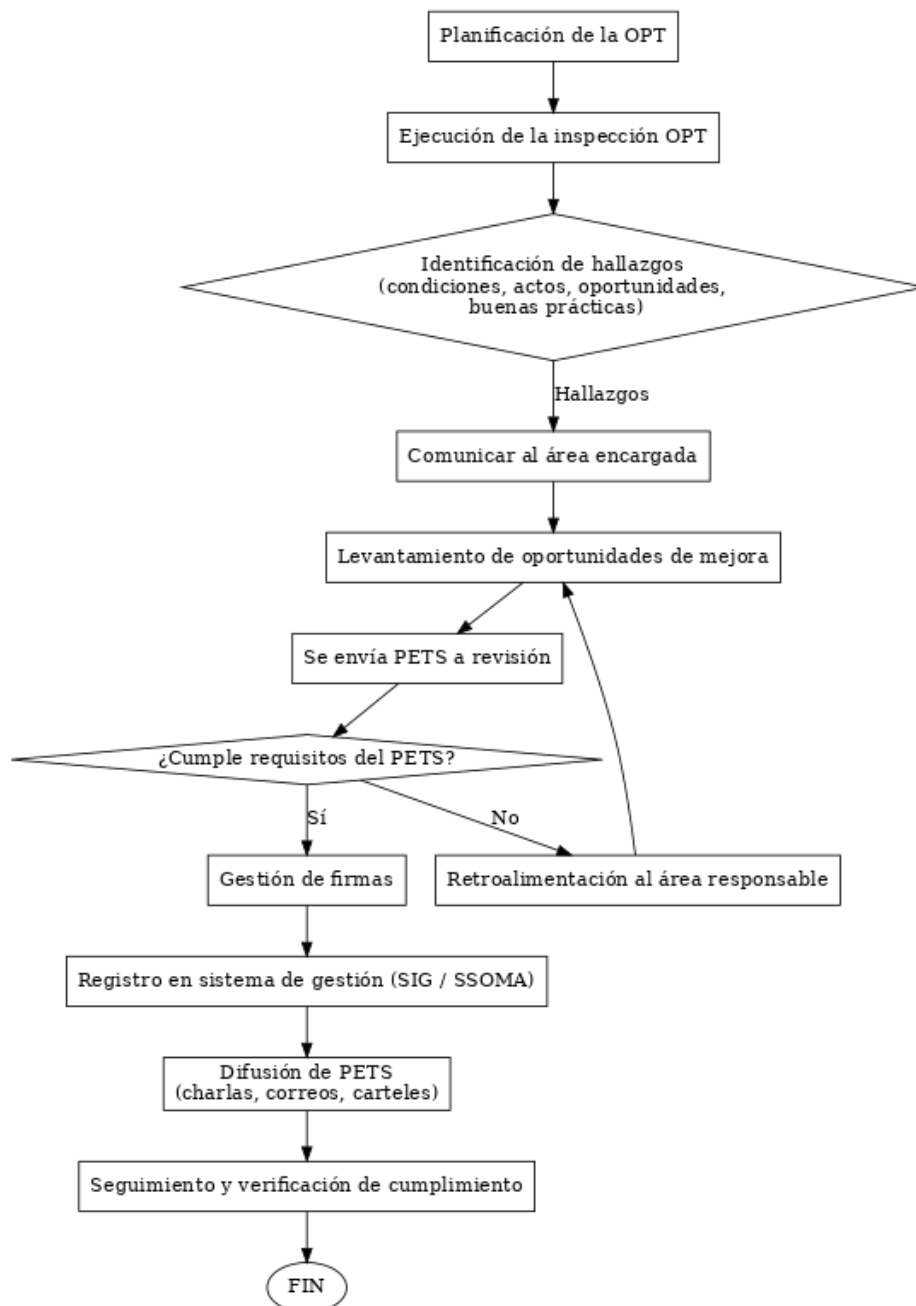 Planificación de la OPT
Ejecución de la inspección OPT
Identificación de hallazgos
(condiciones, actos, oportunidades,
buenas prácticas)
Hallazgos
Comunicar al área encargada
Levantamiento de oportunidades de mejora
Se envía PETS a revisión
¿Cumple requisitos del PETS?
Sí
No
Gestión de firmas
Retroalimentación al área responsable
Registro en sistema de gestión (SIG / SSOMA)
Difusión de PETS
(charlas, correos, carteles)
Seguimiento y verificación de cumplimiento
FIN